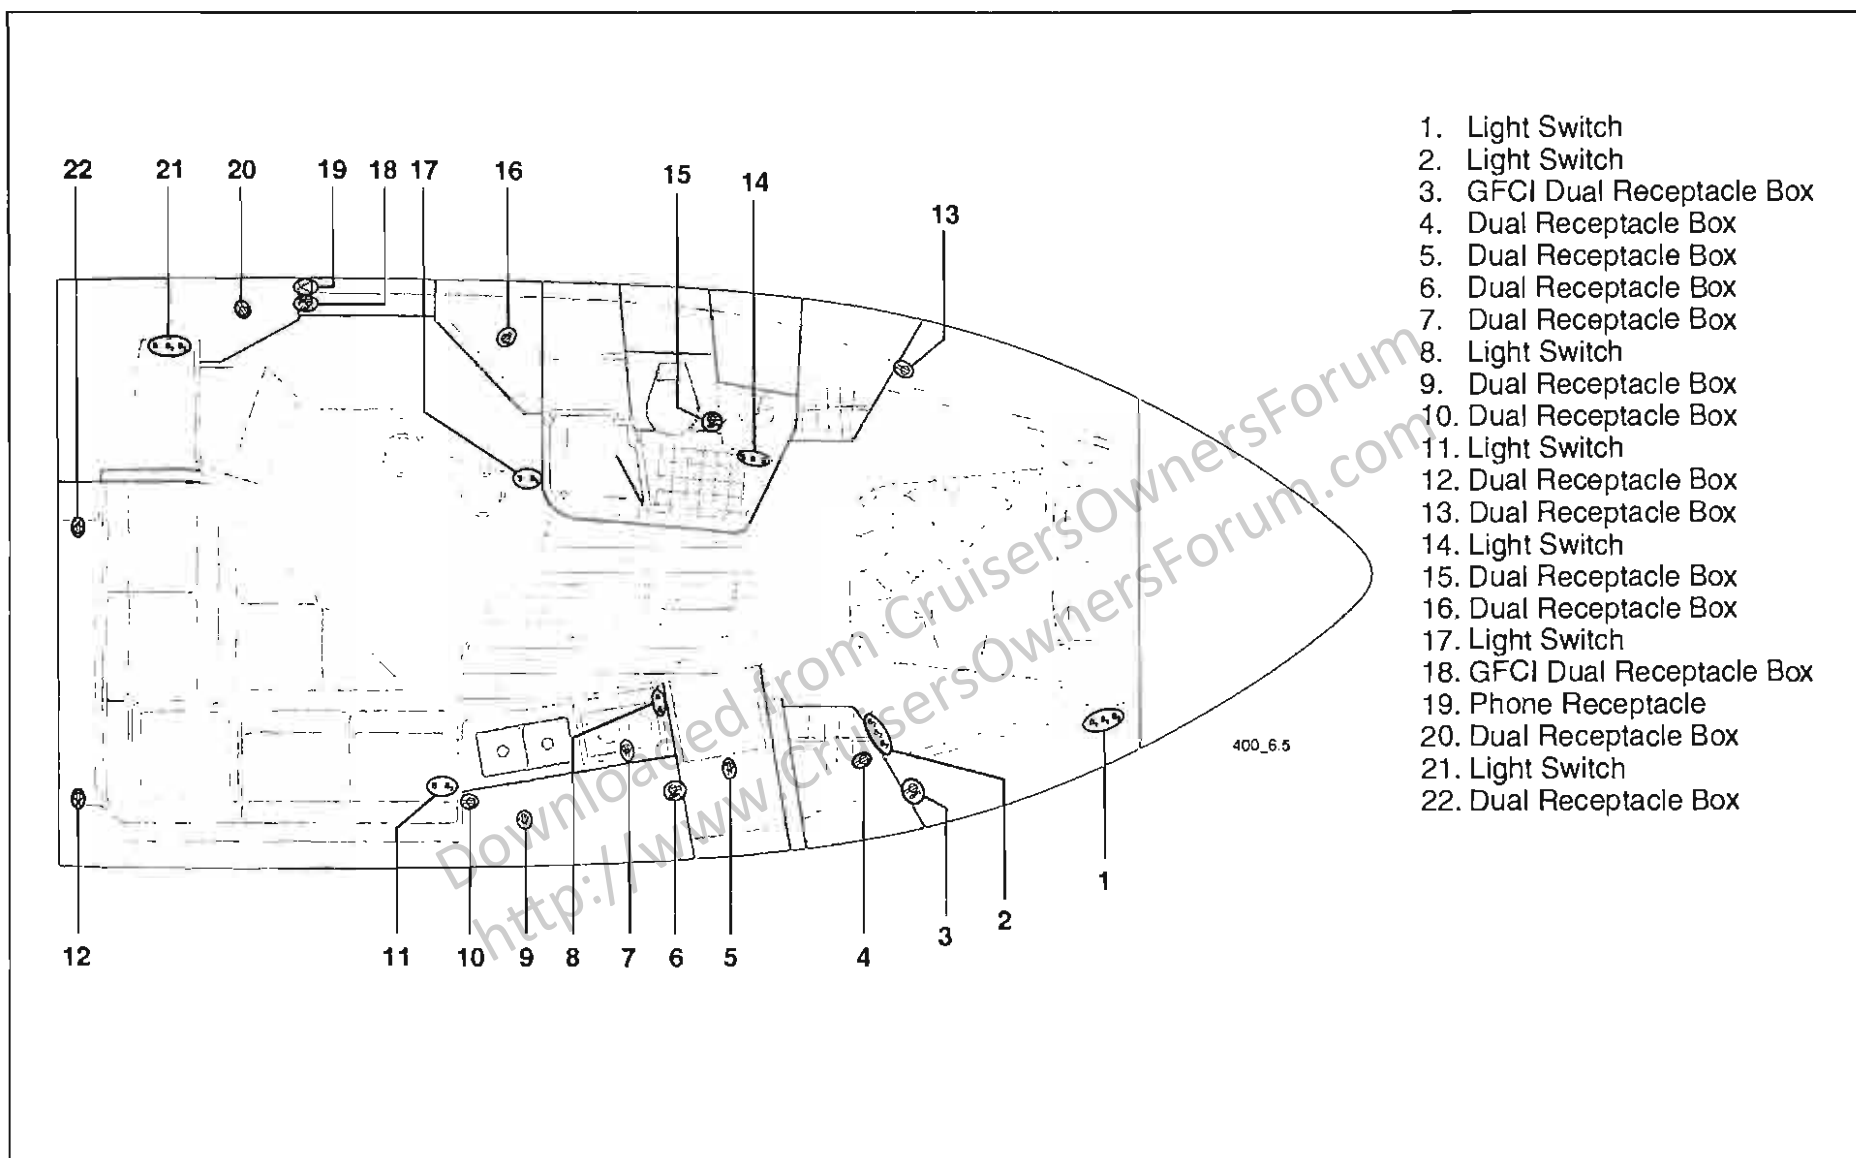 22 21 20 19 18 17 16 15 14 13
1. Light Switch
2. Light Switch
3. GFCI Dual Receptacle Box
4. Dual Receptacle Box
5. Dual Receptacle Box
6. Dual Receptacle Box
7. Dual Receptacle Box
8. Light Switch
9. Dual Receptacle Box
10. Dual Receptacle Box
11. Light Switch
12. Dual Receptacle Box
13. Dual Receptacle Box
14. Light Switch
15. Dual Receptacle Box
16. Dual Receptacle Box
17. Light Switch
18. GFCI Dual Receptacle Box
19. Phone Receptacle
20. Dual Receptacle Box
21. Light Switch
22. Dual Receptacle Box
400_6.5
12 11 10 9 8 7 6 5 4 3 2 1
Downloaded from CruisersOwnersForum
http://www.CruisersOwnersForum.com